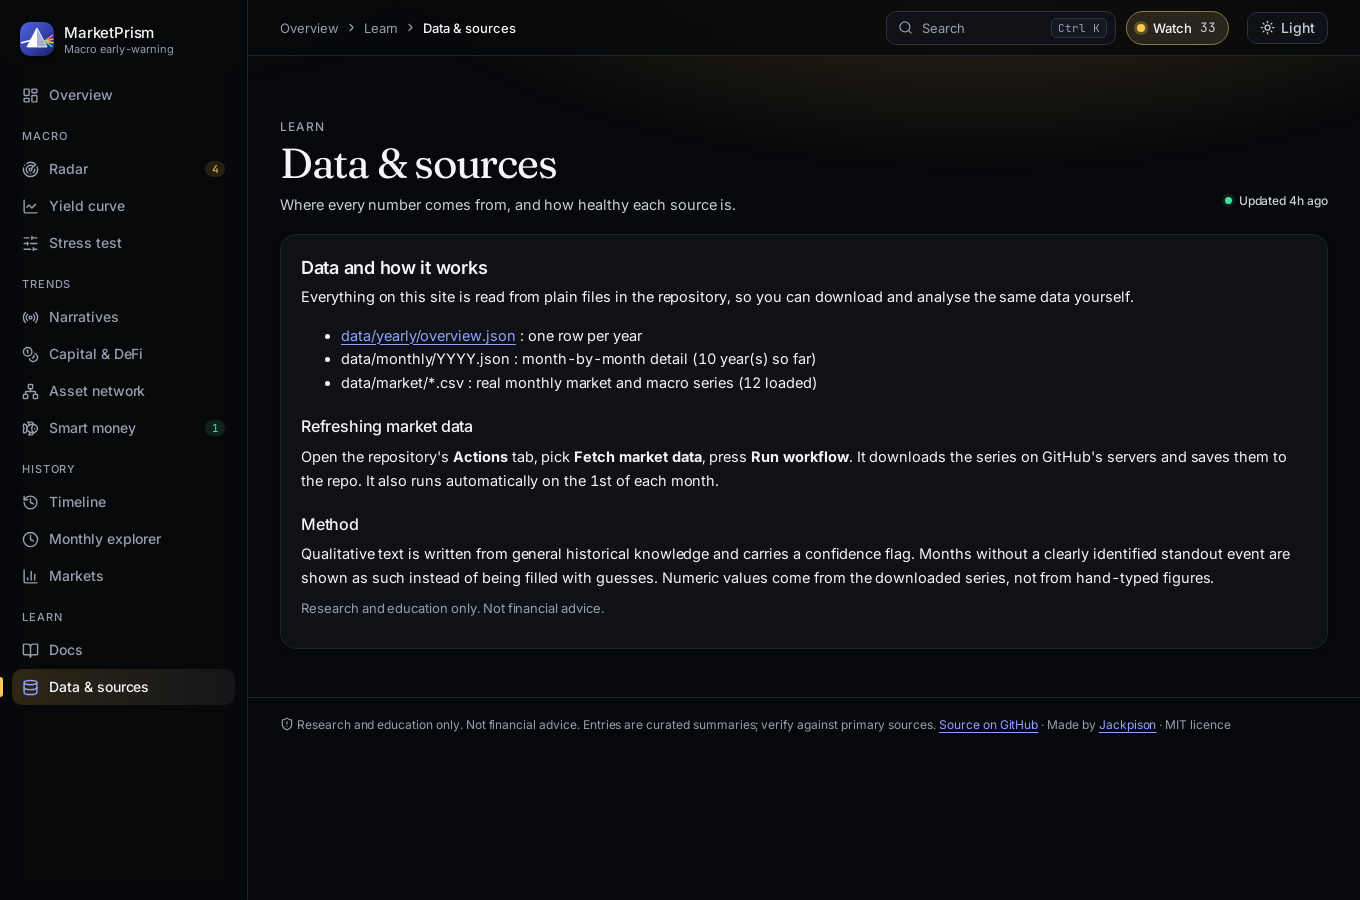 MarketPrism
Macro early-warning
Overview
MACRO
Radar 4
Yield curve
Stress test
TRENDS
Narratives
Capital & DeFi
Asset network
Smart money 1
HISTORY
Timeline
Monthly explorer
Markets
LEARN
Docs
Data & sources
Overview > Learn > Data & sources
Search Ctrl K
Watch 33
Light
LEARN
Data & sources
Where every number comes from, and how healthy each source is.
Updated 4h ago
Data and how it works
Everything on this site is read from plain files in the repository, so you can download and analyse the same data yourself.
• data/yearly/overview.json : one row per year
• data/monthly/YYYY.json : month-by-month detail (10 year(s) so far)
• data/market/*.csv : real monthly market and macro series (12 loaded)
Refreshing market data
Open the repository's Actions tab, pick Fetch market data, press Run workflow. It downloads the series on GitHub's servers and saves them to
the repo. It also runs automatically on the 1st of each month.
Method
Qualitative text is written from general historical knowledge and carries a confidence flag. Months without a clearly identified standout event are
shown as such instead of being filled with guesses. Numeric values come from the downloaded series, not from hand-typed figures.
Research and education only. Not financial advice.
Research and education only. Not financial advice. Entries are curated summaries; verify against primary sources. Source on GitHub · Made by Jackpison · MIT licence